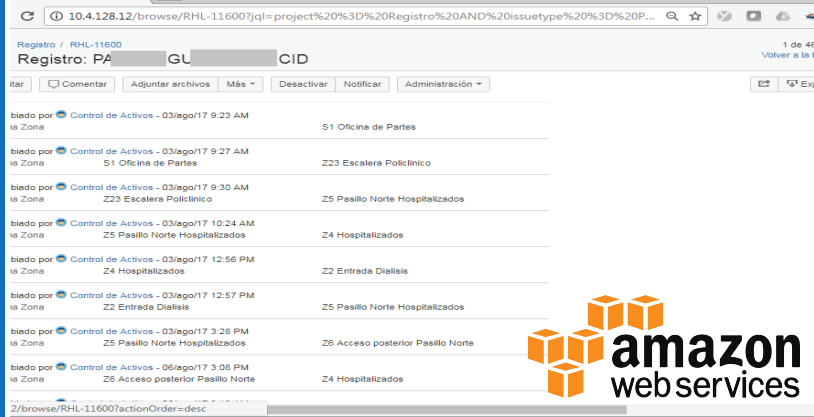 10.4.128.12/browse/RHL-11600?jql=project%20%3D%20Registro%20AND%20issuetype%20%3D%20P...
Registro / RHL-11600
1 de 46
Registro: PA GU CID
Volver a la
itar Comentar Adjuntar archivos Más Desactivar Notificar Administración Exp
biado por Control de Activos - 03/ago/17 9:23 AM
na Zona S1 Oficina de Partes
biado por Control de Activos - 03/ago/17 9:27 AM
na Zona S1 Oficina de Partes Z23 Escalera Policlinico
biado por Control de Activos - 03/ago/17 9:30 AM
na Zona Z23 Escalera Policlinico Z5 Pasillo Norte Hospitalizados
biado por Control de Activos - 03/ago/17 10:24 AM
na Zona Z5 Pasillo Norte Hospitalizados Z4 Hospitalizados
biado por Control de Activos - 03/ago/17 12:56 PM
na Zona Z4 Hospitalizados Z2 Entrada Dialisis
biado por Control de Activos - 03/ago/17 12:57 PM
na Zona Z2 Entrada Dialisis Z5 Pasillo Norte Hospitalizados
biado por Control de Activos - 03/ago/17 3:28 PM
na Zona Z5 Pasillo Norte Hospitalizados Z6 Acceso posterior Pasillo Norte
biado por Control de Activos - 06/ago/17 3:08 PM
na Zona Z6 Acceso posterior Pasillo Norte Z4 Hospitalizados
2/browse/RHL-11600?actionOrder=desc
amazon
web services